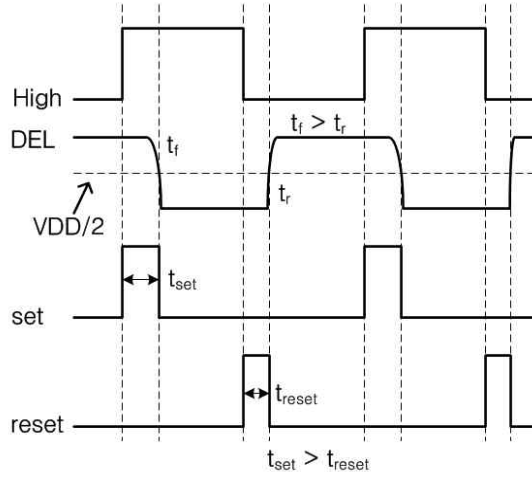 High
DEL
t_f
t_f > t_r
t_r
VDD/2
t_set
set
t_reset
reset
t_set > t_reset